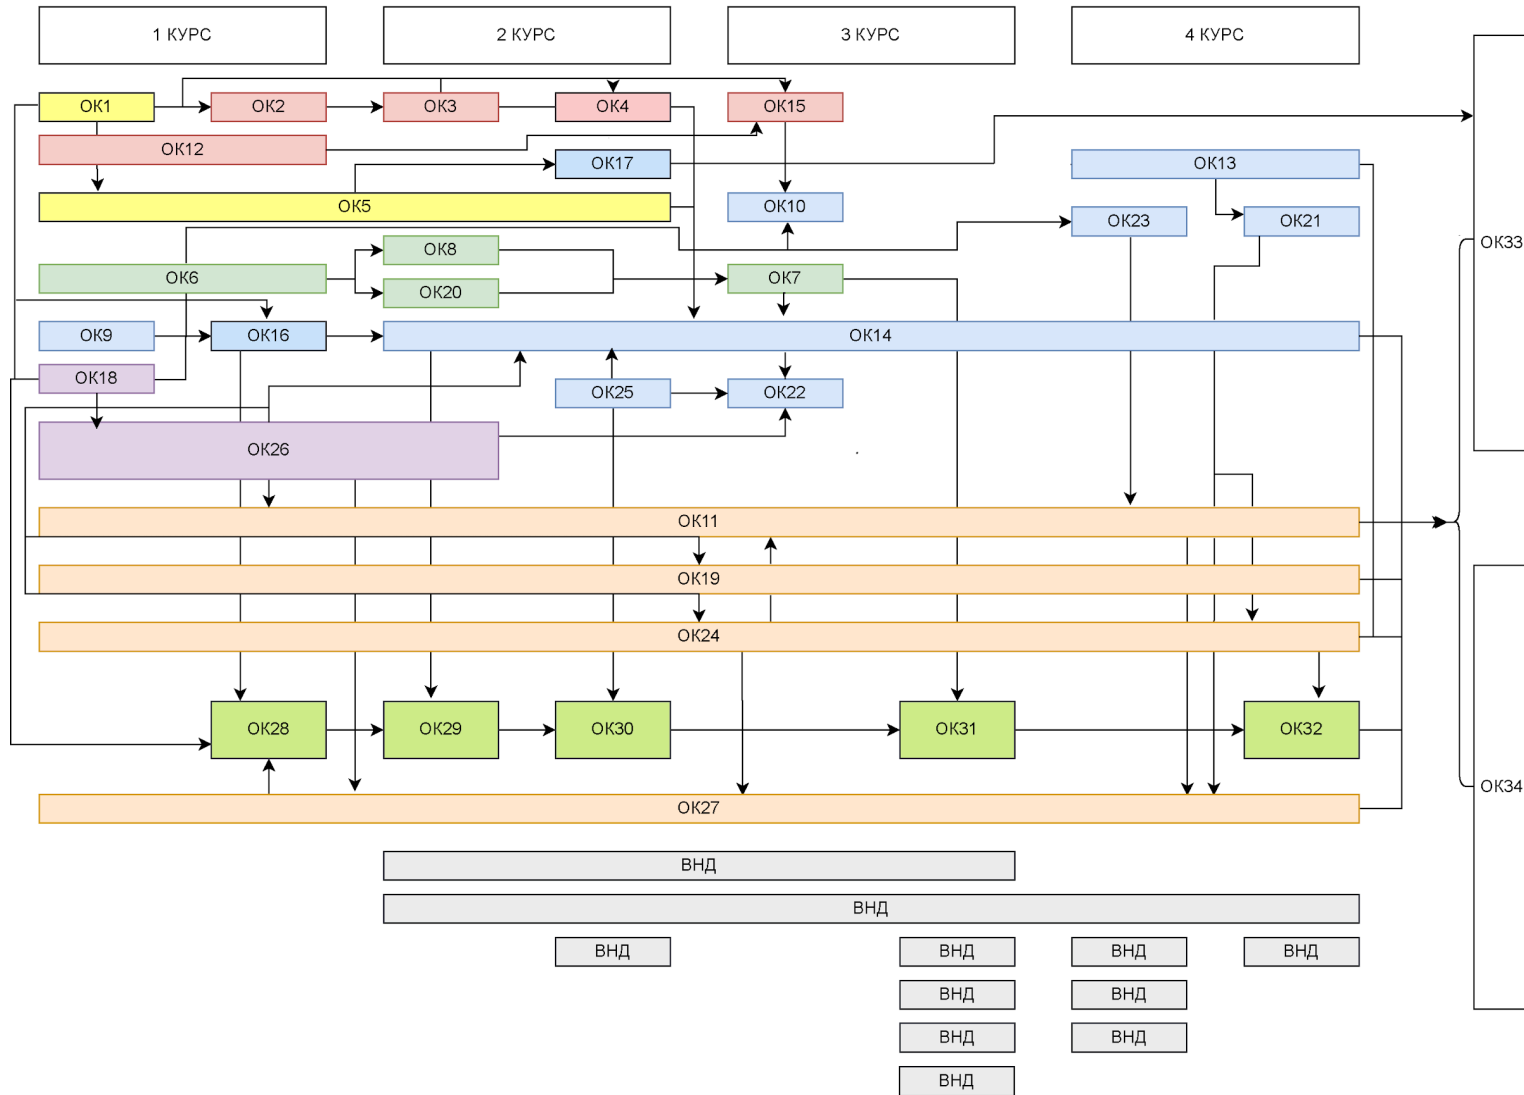 1 КУРС
2 КУРС
3 КУРС
4 КУРС
ОК1
ОК2
ОК3
ОК4
ОК15
ОК12
ОК17
ОК13
ОК5
ОК10
ОК23
ОК21
ОК8
ОК33
ОК6
ОК7
ОК20
ОК9
ОК16
ОК14
ОК18
ОК25
ОК22
ОК26
ОК11
ОК19
ОК24
ОК28
ОК29
ОК30
ОК31
ОК32
ОК34
ОК27
ВНД
ВНД
ВНД
ВНД
ВНД
ВНД
ВНД
ВНД
ВНД
ВНД
ВНД